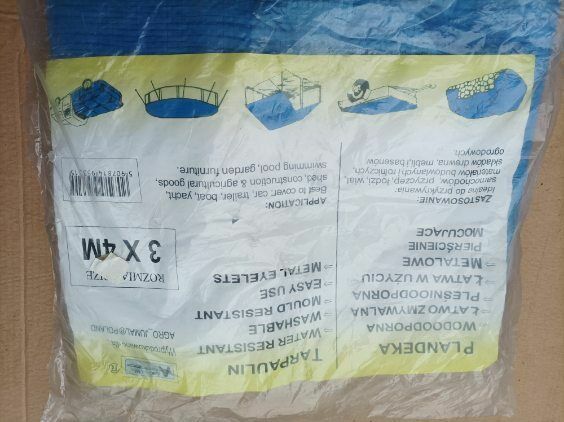 PLANDEKA
⇒ WODOODPORNA
⇒ ŁATWO ZMYWALNA
⇒ PLEŚNIOODPORNA
⇒ ŁATWA W UŻYCIU
⇒ METALOWE
PIERŚCIENIE
MOCUJĄCE
ZASTOSOWANIE:
Idealna do przykrywania:
samochodów, przyczep, łodzi, wiat,
materiałów budowlanych i rolniczych,
składów drewna, mebli, basenów
ogrodowych.
TARPAULIN
⇒ WATER RESISTANT
⇒ WASHABLE
⇒ MOULD RESISTANT
⇒ EASY USE
⇒ METAL EYELETS
APPLICATION:
Best to cover: car, trailer, boat, yacht,
shed, construction & agricultural goods,
swimming pool, garden furniture.
R
AGRO JUMAL®POLAND
3 X 4M